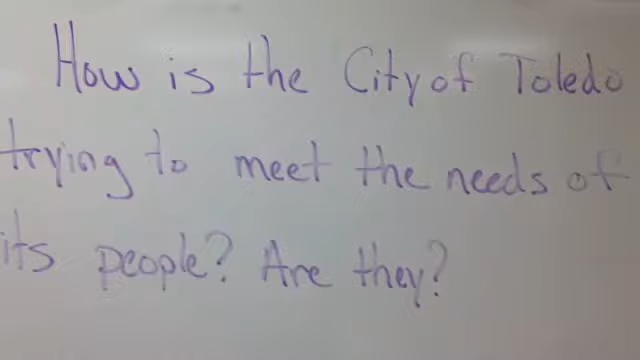 How is the City of Toledo
trying to meet the needs of
its people? Are they?